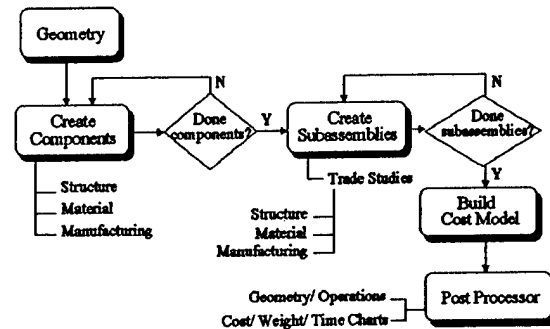 Geometry
N
N
Create
Components
Done
components?
Y
Create
Subassemblies
Done
subassemblies?
Y
Structure
Material
Manufacturing
Trade Studies
Structure
Material
Manufacturing
Build
Cost Model
Geometry/ Operations
Cost/ Weight/ Time Charts
Post Processor